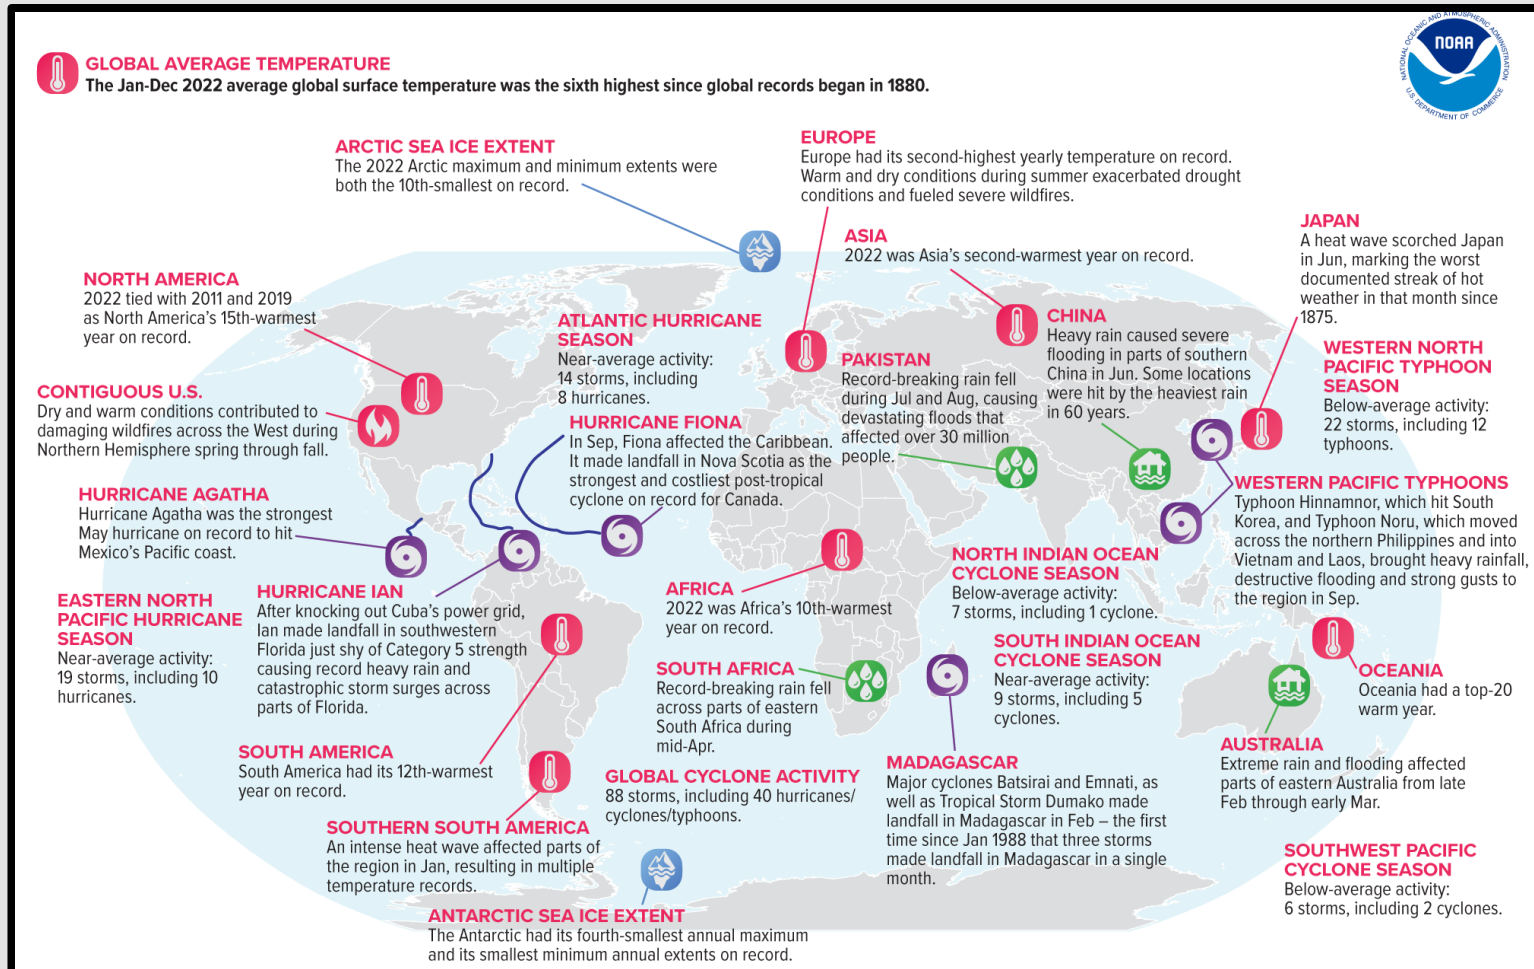 GLOBAL AVERAGE TEMPERATURE
The Jan-Dec 2022 average global surface temperature was the sixth highest since global records began in 1880.
NATIONAL OCEANIC AND ATMOSPHERIC ADMINISTRATION
NOAA
U.S. DEPARTMENT OF COMMERCE
ARCTIC SEA ICE EXTENT
The 2022 Arctic maximum and minimum extents were
both the 10th-smallest on record.
EUROPE
Europe had its second-highest yearly temperature on record.
Warm and dry conditions during summer exacerbated drought
conditions and fueled severe wildfires.
ASIA
2022 was Asia's second-warmest year on record.
JAPAN
A heat wave scorched Japan
in Jun, marking the worst
documented streak of hot
weather in that month since
1875.
NORTH AMERICA
2022 tied with 2011 and 2019
as North America's 15th-warmest
year on record.
ATLANTIC HURRICANE
SEASON
Near-average activity:
14 storms, including
8 hurricanes.
CHINA
Heavy rain caused severe
flooding in parts of southern
China in Jun. Some locations
were hit by the heaviest rain
in 60 years.
PAKISTAN
Record-breaking rain fell
during Jul and Aug, causing
devastating floods that
affected over 30 million
people.
WESTERN NORTH
PACIFIC TYPHOON
SEASON
Below-average activity:
22 storms, including 12
typhoons.
CONTIGUOUS U.S.
Dry and warm conditions contributed to
damaging wildfires across the West during
Northern Hemisphere spring through fall.
HURRICANE FIONA
In Sep, Fiona affected the Caribbean.
It made landfall in Nova Scotia as the
strongest and costliest post-tropical
cyclone on record for Canada.
HURRICANE AGATHA
Hurricane Agatha was the strongest
May hurricane on record to hit
Mexico's Pacific coast.
WESTERN PACIFIC TYPHOONS
Typhoon Hinnamnor, which hit South
Korea, and Typhoon Noru, which moved
across the northern Philippines and into
Vietnam and Laos, brought heavy rainfall,
destructive flooding and strong gusts to
the region in Sep.
EASTERN NORTH
PACIFIC HURRICANE
SEASON
Near-average activity:
19 storms, including 10
hurricanes.
HURRICANE IAN
After knocking out Cuba's power grid,
Ian made landfall in southwestern
Florida just shy of Category 5 strength
causing record heavy rain and
catastrophic storm surges across
parts of Florida.
AFRICA
2022 was Africa's 10th-warmest
year on record.
NORTH INDIAN OCEAN
CYCLONE SEASON
Below-average activity:
7 storms, including 1 cyclone.
SOUTH INDIAN OCEAN
CYCLONE SEASON
Near-average activity:
9 storms, including 5
cyclones.
SOUTH AFRICA
Record-breaking rain fell
across parts of eastern
South Africa during
mid-Apr.
OCEANIA
Oceania had a top-20
warm year.
SOUTH AMERICA
South America had its 12th-warmest
year on record.
GLOBAL CYCLONE ACTIVITY
88 storms, including 40 hurricanes/
cyclones/typhoons.
MADAGASCAR
Major cyclones Batsirai and Emnati, as
well as Tropical Storm Dumako made
landfall in Madagascar in Feb – the first
time since Jan 1988 that three storms
made landfall in Madagascar in a single
month.
AUSTRALIA
Extreme rain and flooding affected
parts of eastern Australia from late
Feb through early Mar.
SOUTHERN SOUTH AMERICA
An intense heat wave affected parts of
the region in Jan, resulting in multiple
temperature records.
SOUTHWEST PACIFIC
CYCLONE SEASON
Below-average activity:
6 storms, including 2 cyclones.
ANTARCTIC SEA ICE EXTENT
The Antarctic had its fourth-smallest annual maximum
and its smallest minimum annual extents on record.